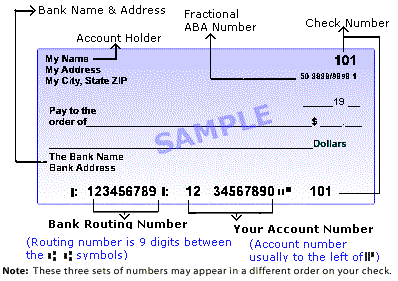 Bank Name & Address
Fractional
ABA Number
Check Number
Account Holder
My Name
My Address
My City, State ZIP
101
50-3899/9898 1
19
Pay to the
order of
$
SAMPLE
Dollars
The Bank Name
Bank Address
⑆ 123456789 ⑆ 12 34567890 ⑈ 101
Bank Routing Number
Your Account Number
(Routing number is 9 digits between
the ⑆ ⑆ symbols)
(Account number
usually to the left of ⑈)
Note: These three sets of numbers may appear in a different order on your check.